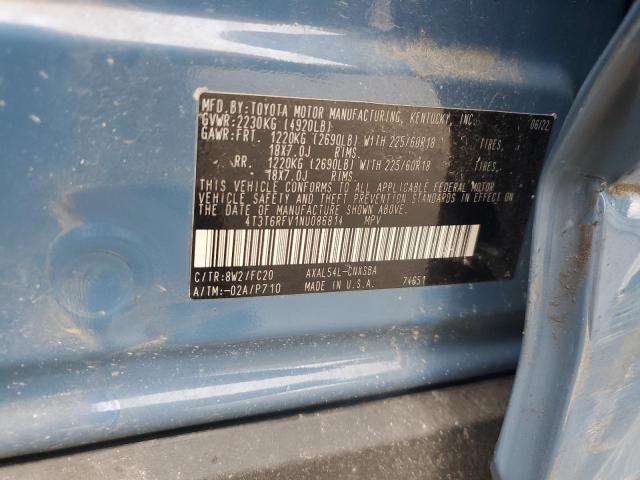 MFD. BY: TOYOTA MOTOR MANUFACTURING, KENTUCKY, INC. 06/22
GVWR: 2230KG (4920LB)
GAWR: FRT. 1220KG (2690LB) WITH 225/60R18 TIRES,
18X7.0J RIMS,
RR. 1220KG (2690LB) WITH 225/60R18 TIRES,
18X7.0J RIMS,
THIS VEHICLE CONFORMS TO ALL APPLICABLE FEDERAL MOTOR
VEHICLE SAFETY AND THEFT PREVENTION STANDARDS IN EFFECT ON
THE DATE OF MANUFACTURE SHOWN ABOVE.
4T3T6RFV1NU086814 MPV
C/TR: 8W2/FC20 AXAL54L-CNXSBA A
A/TM: -02A/P710 MADE IN U.S.A. 74651